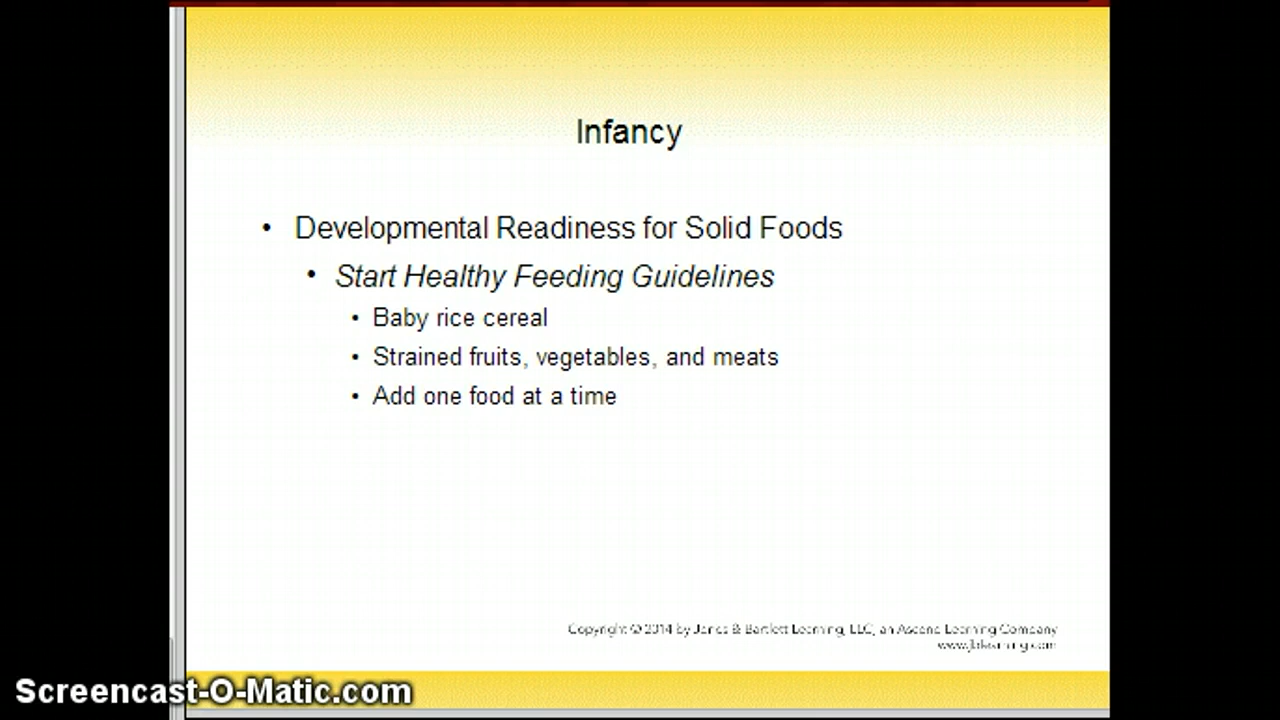 Infancy
• Developmental Readiness for Solid Foods
• Start Healthy Feeding Guidelines
• Baby rice cereal
• Strained fruits, vegetables, and meats
• Add one food at a time
Copyright © 2014 by Jones & Bartlett Learning, LLC, an Ascend Learning Company
www.jblearning.com
Screencast-O-Matic.com